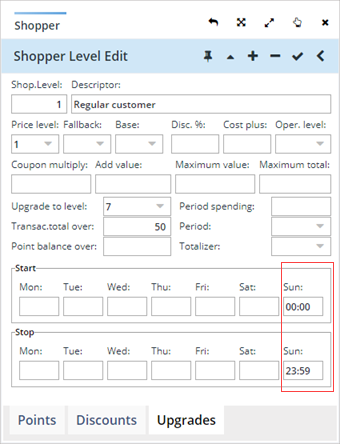 Shopper
Shopper Level Edit
Shop.Level: Descriptor:
1 Regular customer
Price level: Fallback: Base: Disc. %: Cost plus: Oper. level:
1
Coupon multiply: Add value: Maximum value: Maximum total:
Upgrade to level: 7 Period spending:
Transac.total over: 50 Period:
Point balance over: Totalizer:
Start
Mon: Tue: Wed: Thu: Fri: Sat: Sun:
00:00
Stop
Mon: Tue: Wed: Thu: Fri: Sat: Sun:
23:59
Points Discounts Upgrades